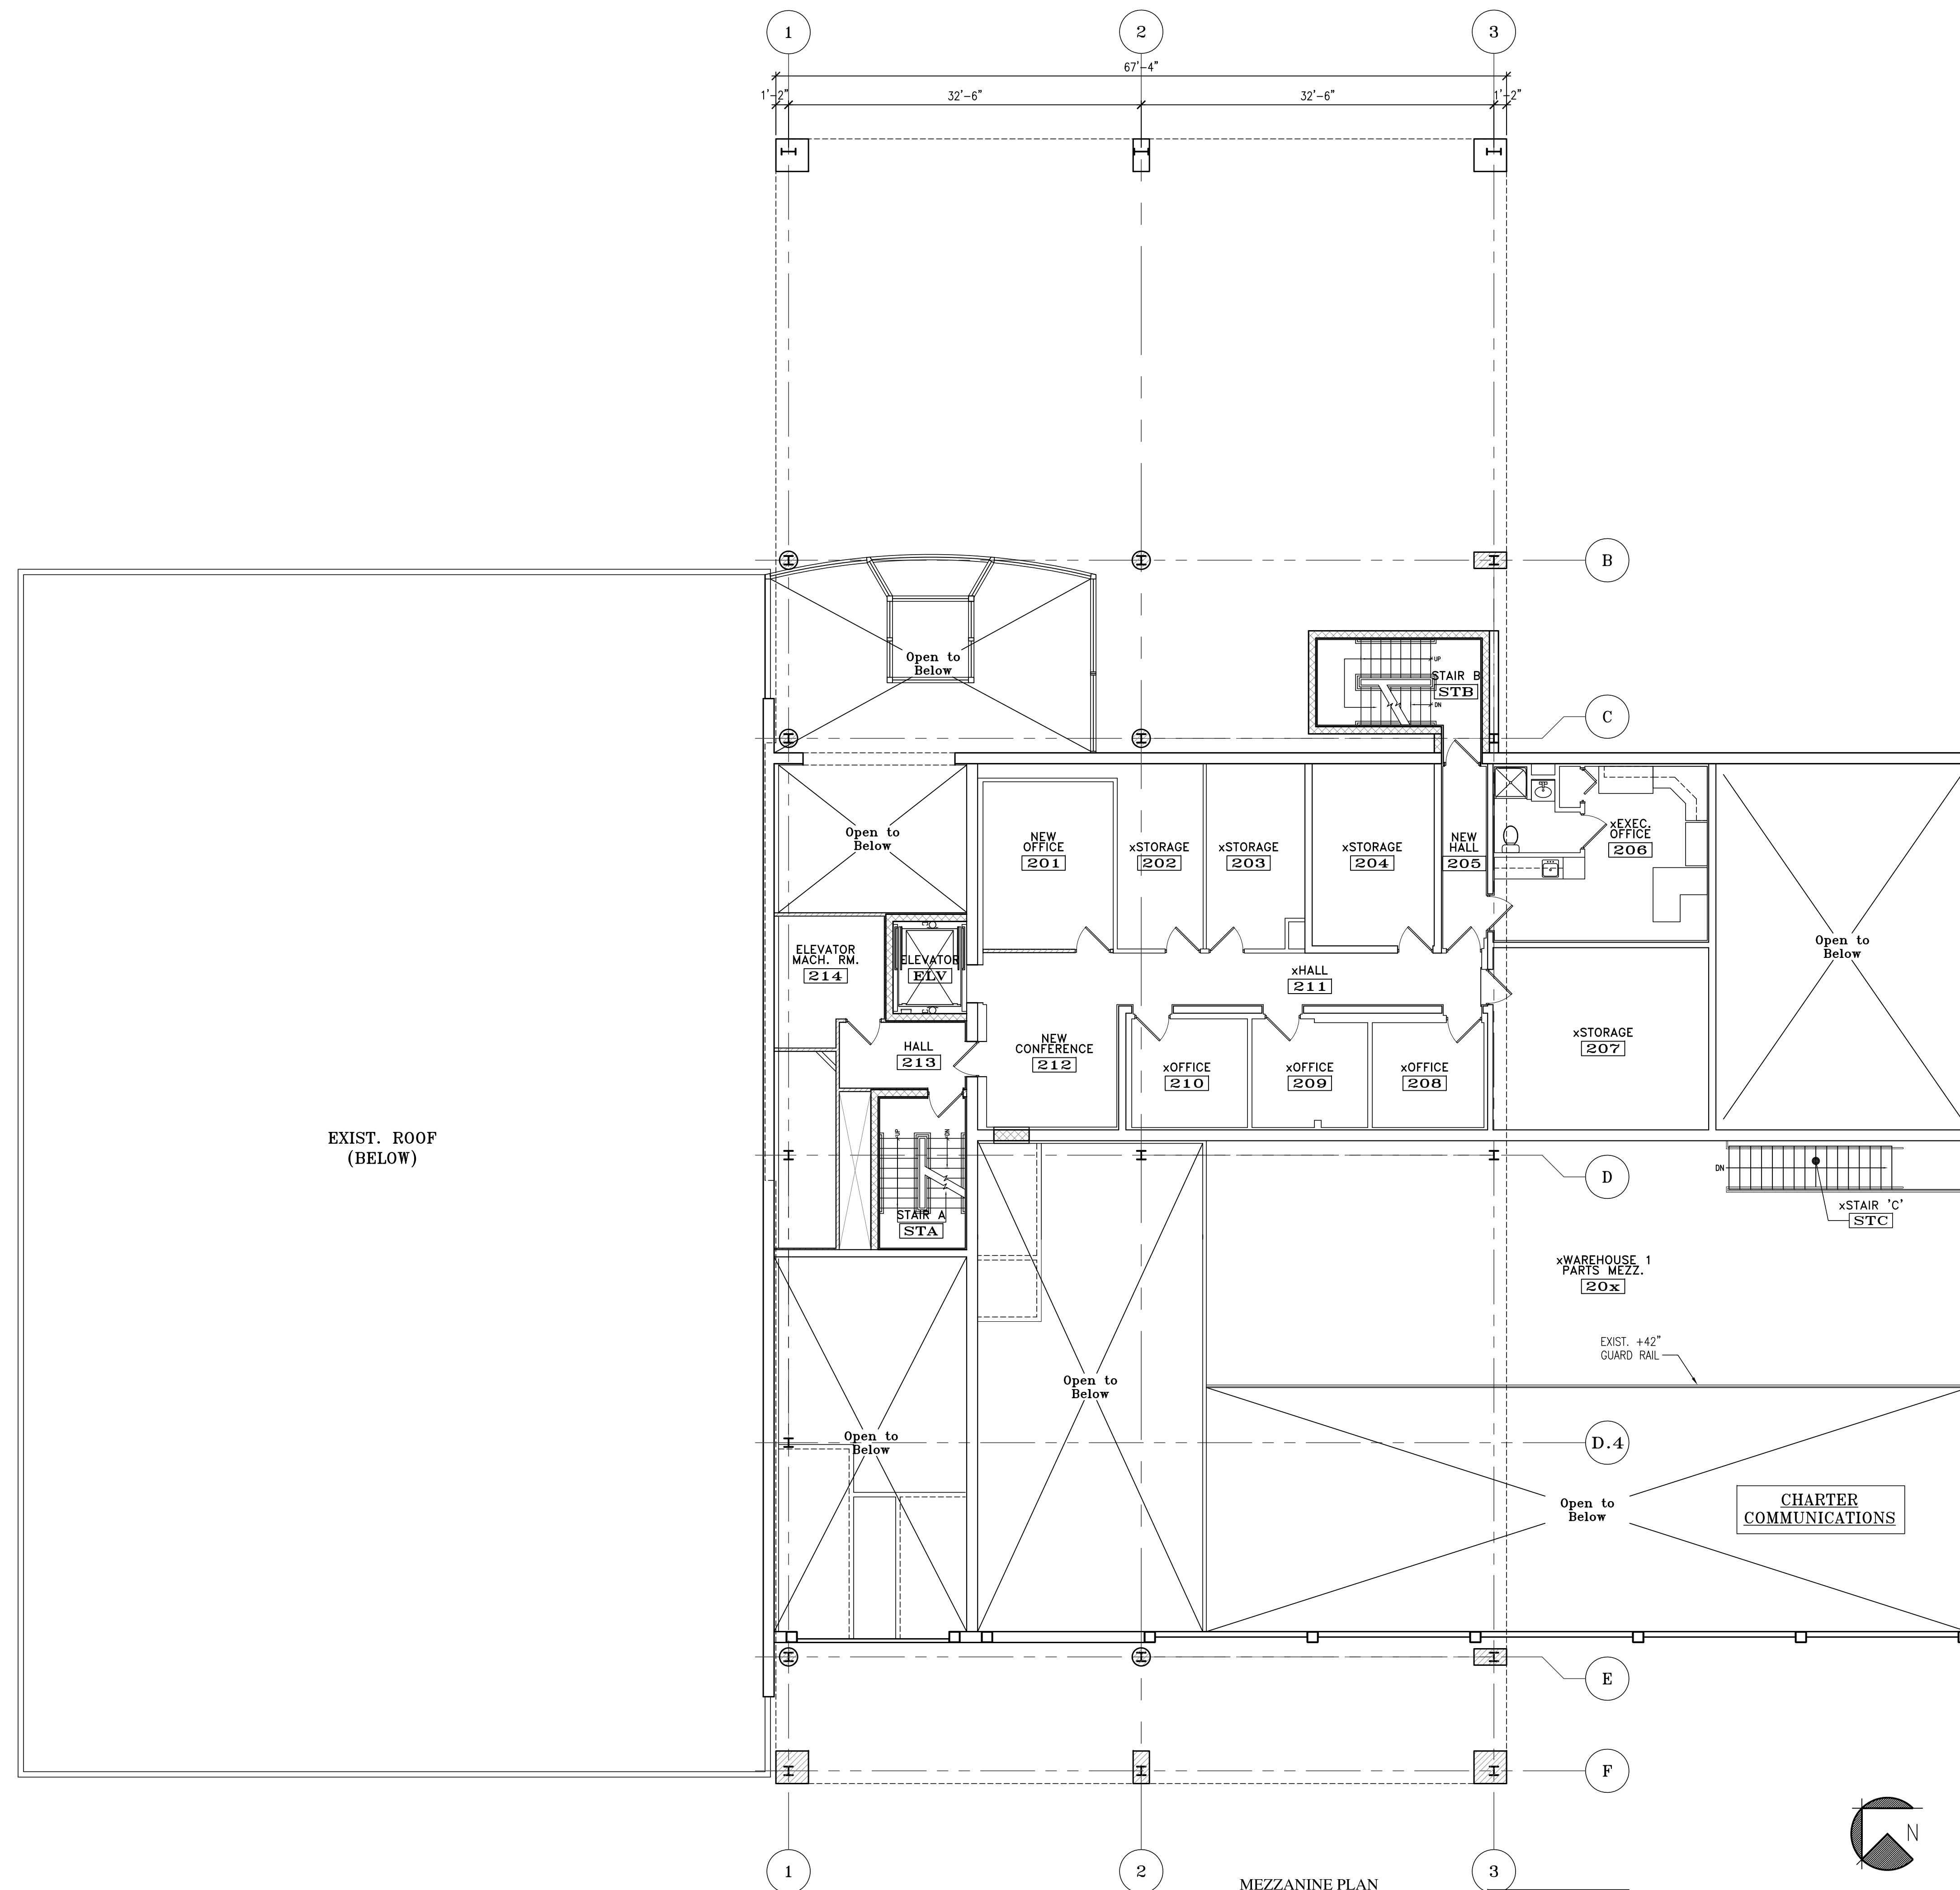 1
2
3
67'-4"
1'-2"
32'-6"
32'-6"
1'-2"
B
Open to
Below
UP
STAIR B
STB
DN
C
Open to
Below
NEW
OFFICE
201
xSTORAGE
202
xSTORAGE
203
xSTORAGE
204
NEW
HALL
205
xEXEC.
OFFICE
206
Open to
Below
ELEVATOR
MACH. RM.
214
ELEVATOR
ELV
xHALL
211
HALL
213
NEW
CONFERENCE
212
xOFFICE
210
xOFFICE
209
xOFFICE
208
xSTORAGE
207
EXIST. ROOF
(BELOW)
UP
DN
STAIR A
STA
D
DN
xSTAIR 'C'
STC
xWAREHOUSE 1
PARTS MEZZ.
20x
EXIST. +42"
GUARD RAIL
Open to
Below
Open to
Below
D.4
Open to
Below
CHARTER
COMMUNICATIONS
E
F
N
1
2
3
MEZZANINE PLAN